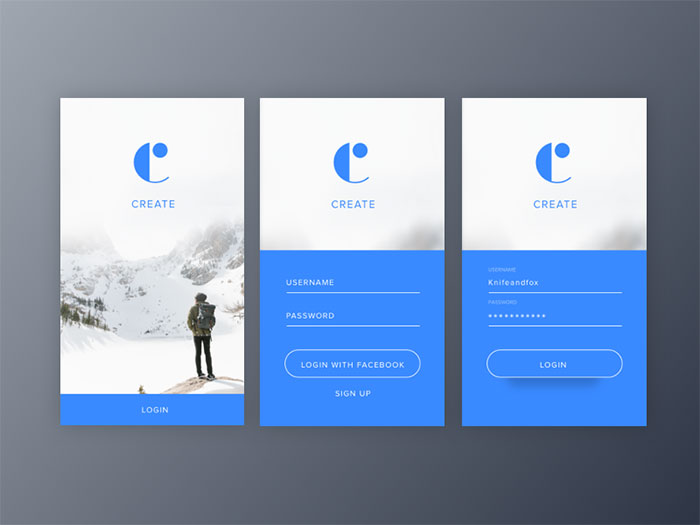 CREATE
LOGIN
CREATE
USERNAME
PASSWORD
LOGIN WITH FACEBOOK
SIGN UP
CREATE
USERNAME
Knifeandfox
PASSWORD
***********
LOGIN